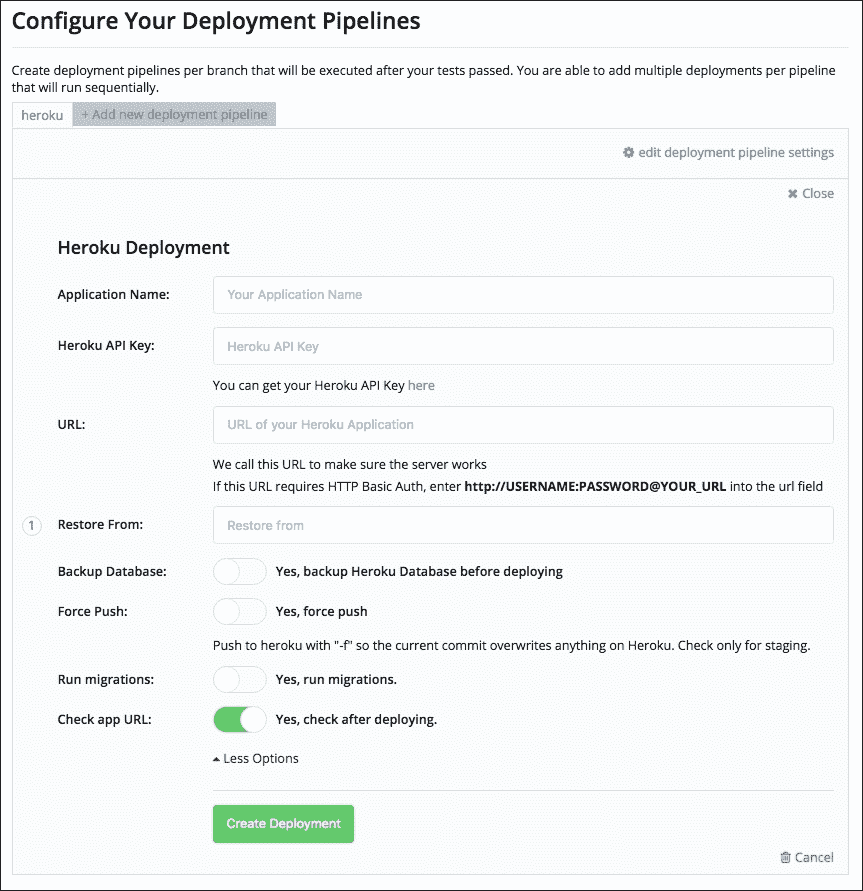 Configure Your Deployment Pipelines
Create deployment pipelines per branch that will be executed after your tests passed. You are able to add multiple deployments per pipeline
that will run sequentially.
heroku + Add new deployment pipeline
edit deployment pipeline settings
Close
Heroku Deployment
Application Name: Your Application Name
Heroku API Key: Heroku API Key
You can get your Heroku API Key here
URL: URL of your Heroku Application
We call this URL to make sure the server works
If this URL requires HTTP Basic Auth, enter http://USERNAME:PASSWORD@YOUR_URL into the url field
1 Restore From: Restore from
Backup Database: Yes, backup Heroku Database before deploying
Force Push: Yes, force push
Push to heroku with "-f" so the current commit overwrites anything on Heroku. Check only for staging.
Run migrations: Yes, run migrations.
Check app URL: Yes, check after deploying.
Less Options
Create Deployment
Cancel